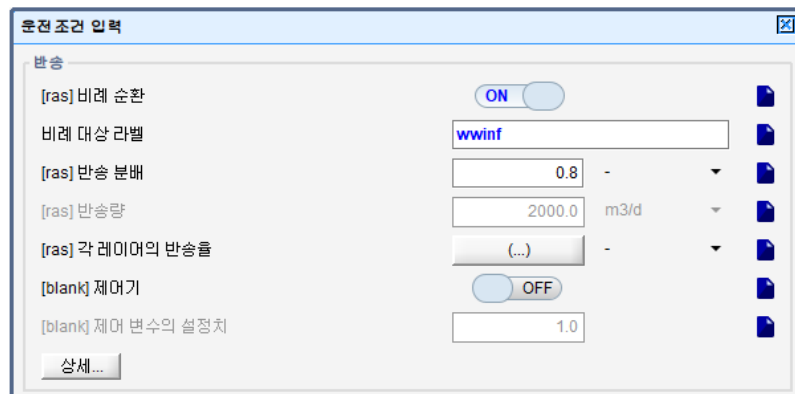 운전조건 입력
반송
[ras] 비례 순환 ON
비례 대상 라벨 wwinf
[ras] 반송 분배 0.8 -
[ras] 반송량 2000.0 m3/d
[ras] 각 레이어의 반송율 (...) -
[blank] 제어기 OFF
[blank] 제어 변수의 설정치 1.0
상세...